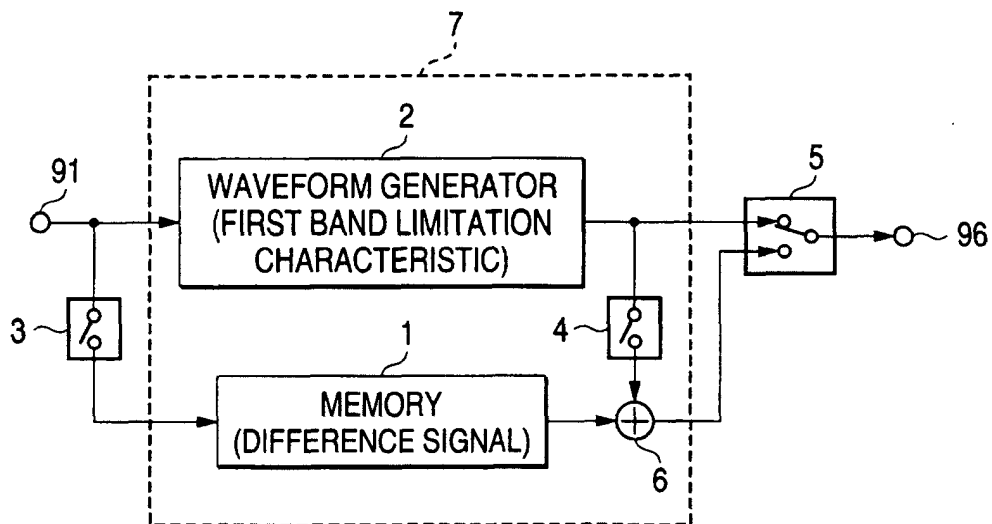 7
2
91
WAVEFORM GENERATOR
(FIRST BAND LIMITATION
CHARACTERISTIC)
5
96
3
4
1
MEMORY
(DIFFERENCE SIGNAL)
6